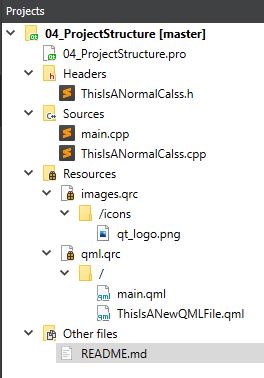 Projects
04_ProjectStructure [master]
04_ProjectStructure.pro
Headers
ThisIsANormalCalss.h
Sources
main.cpp
ThisIsANormalCalss.cpp
Resources
images.qrc
/icons
qt_logo.png
qml.qrc
/
main.qml
ThisIsANewQMLFile.qml
Other files
README.md